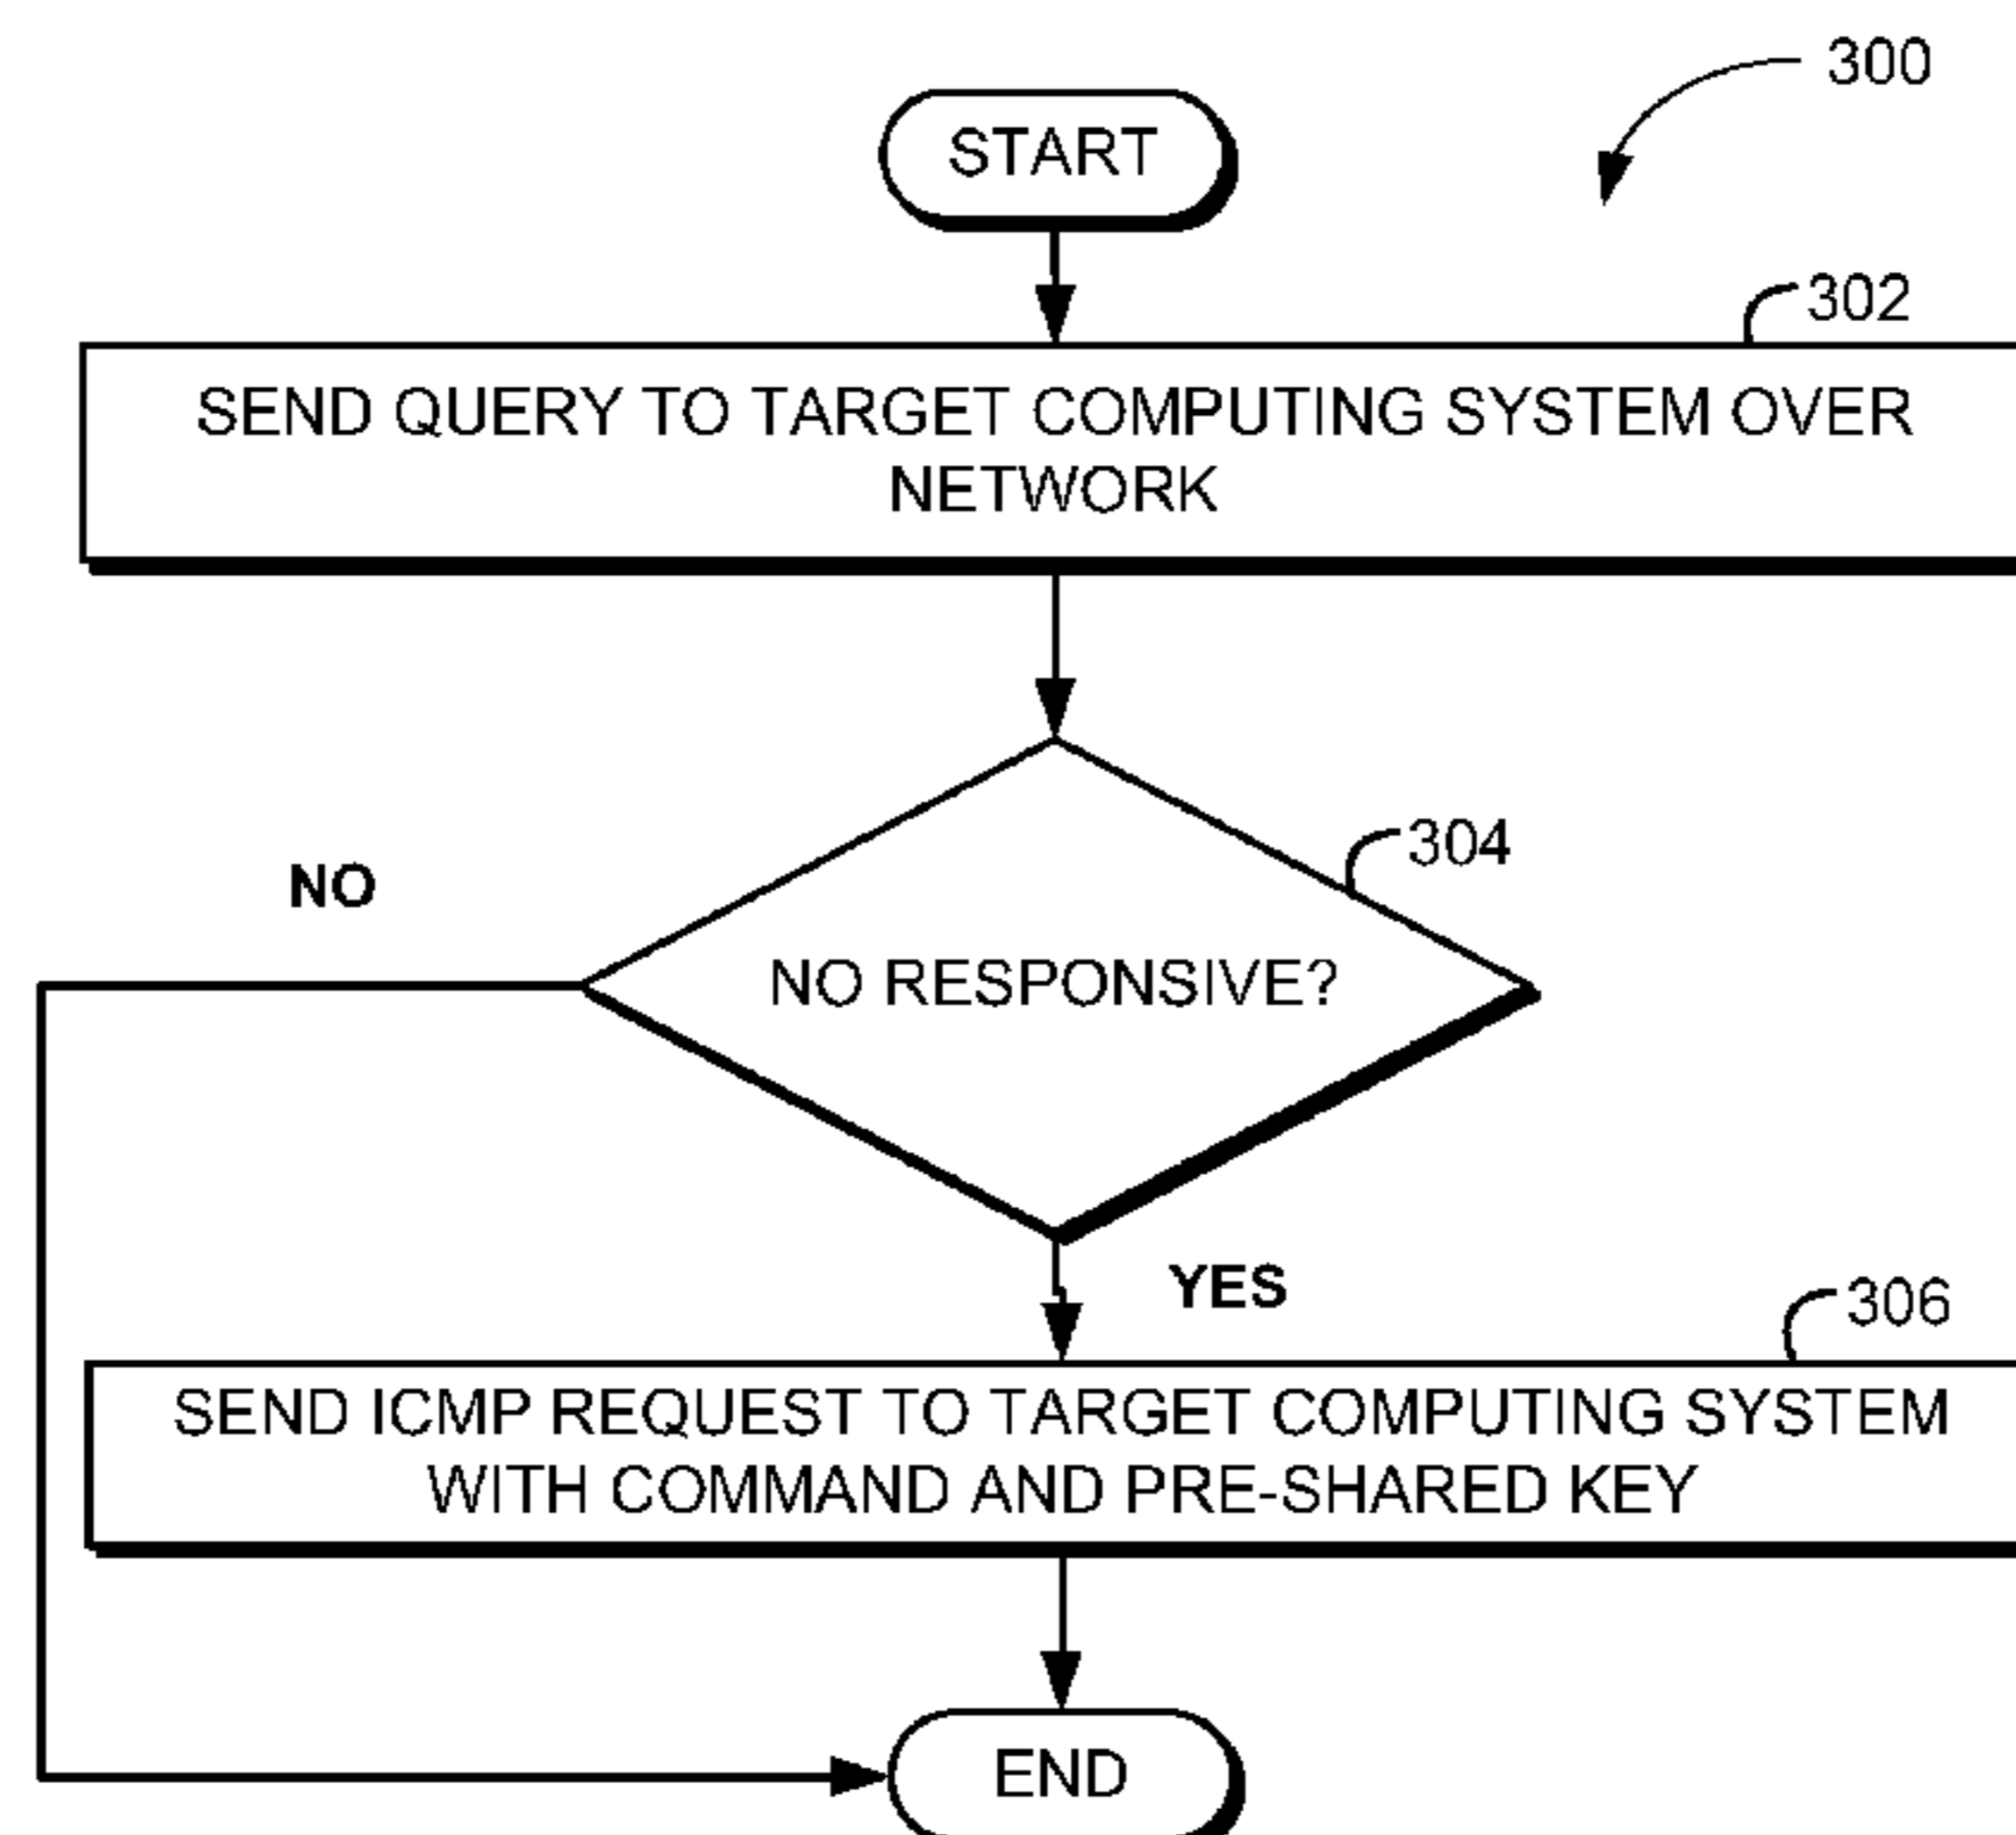 300
START
302
SEND QUERY TO TARGET COMPUTING SYSTEM OVER
NETWORK
304
NO
NO RESPONSIVE?
YES
306
SEND ICMP REQUEST TO TARGET COMPUTING SYSTEM
WITH COMMAND AND PRE-SHARED KEY
END